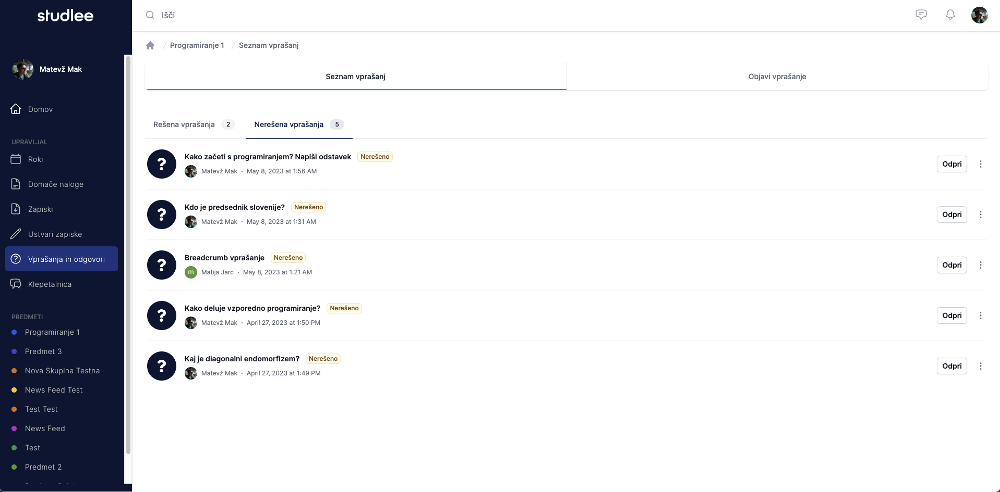 studlee
Išči
Matevž Mak
Domov
UPRAVLJAL
Roki
Domače naloge
Zapiski
Ustvari zapiske
Vprašanja in odgovori
Klepetalnica
PREDMETI
Programiranje 1
Predmet 3
Nova Skupina Testna
News Feed Test
Test Test
News Feed
Test
Predmet 2
Programiranje 1 / Seznam vprašanj
Seznam vprašanj
Objavi vprašanje
Rešena vprašanja 2
Nerešena vprašanja 5
? Kako začeti s programiranjem? Napiši odstavek Nerešeno
Matevž Mak · May 8, 2023 at 1:56 AM
Odpri
? Kdo je predsednik slovenije? Nerešeno
Matevž Mak · May 8, 2023 at 1:31 AM
Odpri
? Breadcrumb vprašanje Nerešeno
m Matija Jarc · May 8, 2023 at 1:21 AM
Odpri
? Kako deluje vzporedno programiranje? Nerešeno
Matevž Mak · April 27, 2023 at 1:50 PM
Odpri
? Kaj je diagonalni endomorfizem? Nerešeno
Matevž Mak · April 27, 2023 at 1:49 PM
Odpri